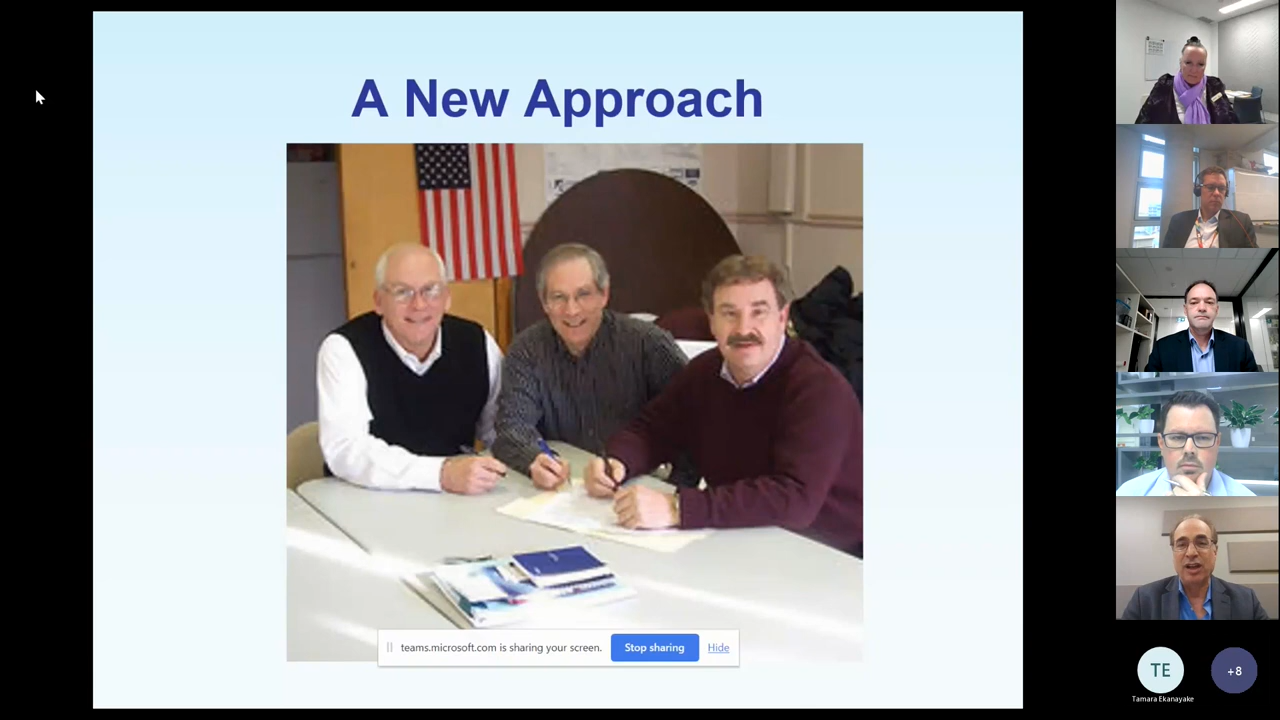 A New Approach
teams.microsoft.com is sharing your screen.
Stop sharing
Hide
TE
+8
Tamara Ekanayake